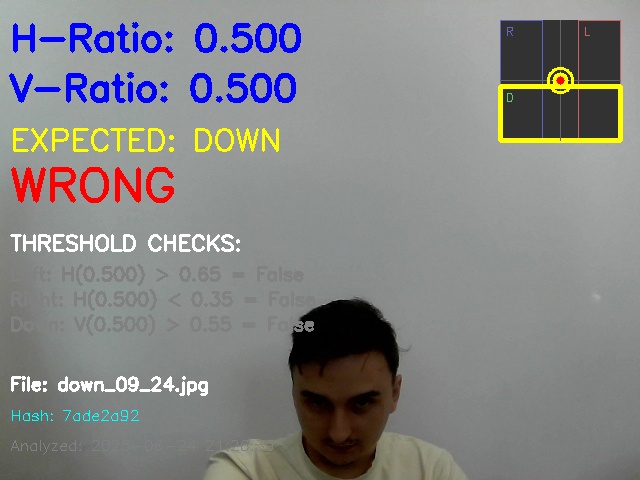 H-Ratio: 0.500
V-Ratio: 0.500
EXPECTED: DOWN
WRONG
THRESHOLD CHECKS:
Left: H(0.500) > 0.65 = False
Right: H(0.500) < 0.35 = False
Down: V(0.500) > 0.55 = False
File: down_09_24.jpg
Hash: 7ade2a92
Analyzed:
R
L
D